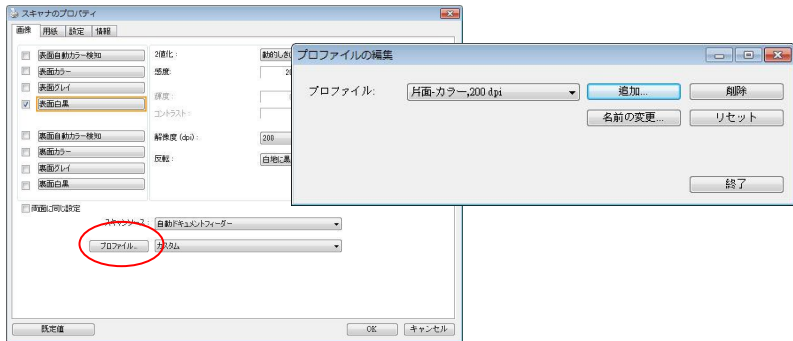 スキャナのプロパティ
画像 用紙 設定 情報
表面自動カラー検知
表面カラー
表面グレイ
表面白黒
裏面自動カラー検知
裏面カラー
裏面グレイ
裏面白黒
両面に同じ設定
2値化:
感度: 20
輝度:
コントラスト:
解像度 (dpi): 200
反転: 白地に黒
スキャンソース: 自動ドキュメントフィーダー
プロファイル... カスタム
既定値 OK キャンセル
プロファイルの編集
プロファイル: 片面-カラー,200 dpi 追加... 削除
名前の変更... リセット
終了